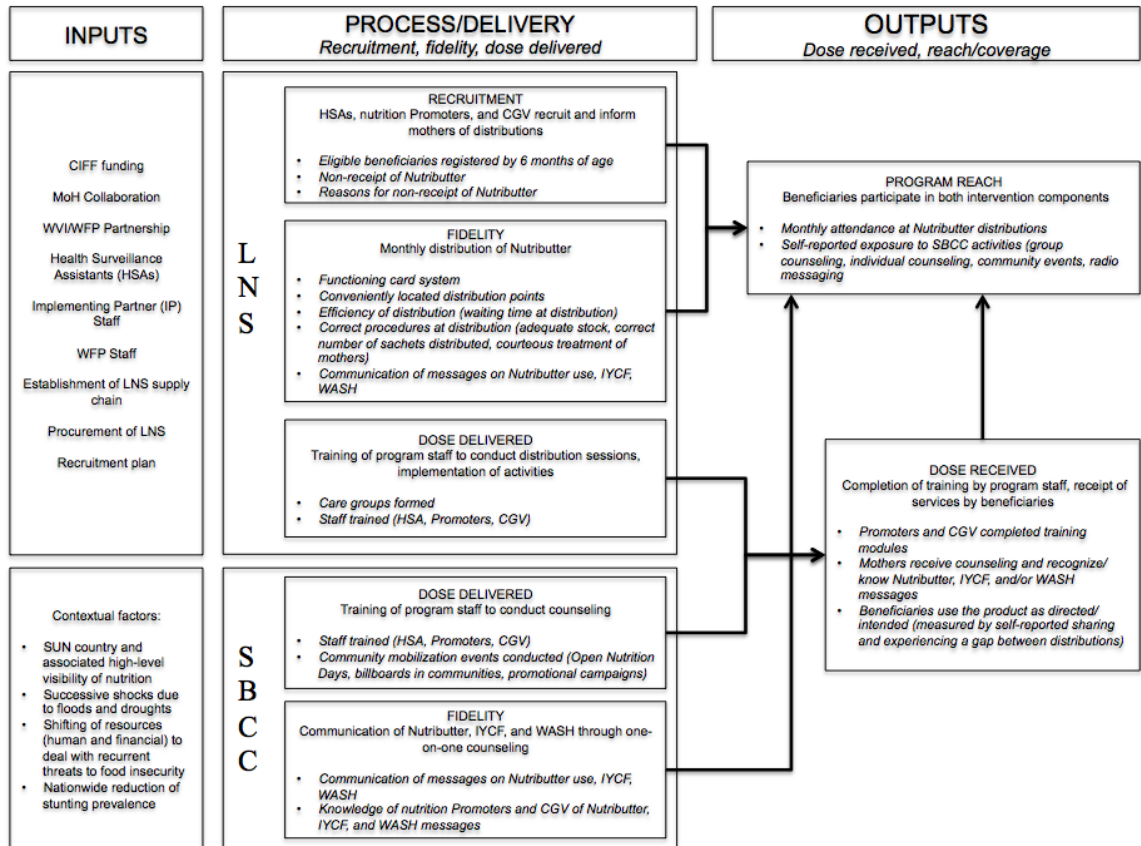 INPUTS
PROCESS/DELIVERY
Recruitment, fidelity, dose delivered
OUTPUTS
Dose received, reach/coverage
CIFF funding
MoH Collaboration
WVI/WFP Partnership
Health Surveillance
Assistants (HSAs)
Implementing Partner (IP)
Staff
WFP Staff
Establishment of LNS supply
chain
Procurement of LNS
Recruitment plan
Contextual factors:
• SUN country and
associated high-level
visibility of nutrition
• Successive shocks due
to floods and droughts
• Shifting of resources
(human and financial) to
deal with recurrent
threats to food insecurity
• Nationwide reduction of
stunting prevalence
L
N
S
RECRUITMENT
HSAs, nutrition Promoters, and CGV recruit and inform
mothers of distributions
• Eligible beneficiaries registered by 6 months of age
• Non-receipt of Nutributter
• Reasons for non-receipt of Nutributter
FIDELITY
Monthly distribution of Nutributter
• Functioning card system
• Conveniently located distribution points
• Efficiency of distribution (waiting time at distribution)
• Correct procedures at distribution (adequate stock, correct
number of sachets distributed, courteous treatment of
mothers)
• Communication of messages on Nutributter use, IYCF,
WASH
DOSE DELIVERED
Training of program staff to conduct distribution sessions,
implementation of activities
• Care groups formed
• Staff trained (HSA, Promoters, CGV)
S
B
C
C
DOSE DELIVERED
Training of program staff to conduct counseling
• Staff trained (HSA, Promoters, CGV)
• Community mobilization events conducted (Open Nutrition
Days, billboards in communities, promotional campaigns)
FIDELITY
Communication of Nutributter, IYCF, and WASH through one-
on-one counseling
• Communication of messages on Nutributter use, IYCF,
WASH
• Knowledge of nutrition Promoters and CGV of Nutributter,
IYCF, and WASH messages
PROGRAM REACH
Beneficiaries participate in both intervention components
• Monthly attendance at Nutributter distributions
• Self-reported exposure to SBCC activities (group
counseling, individual counseling, community events, radio
messaging
DOSE RECEIVED
Completion of training by program staff, receipt of
services by beneficiaries
• Promoters and CGV completed training
modules
• Mothers receive counseling and recognize/
know Nutributter, IYCF, and/or WASH
messages
• Beneficiaries use the product as directed/
intended (measured by self-reported sharing
and experiencing a gap between distributions)